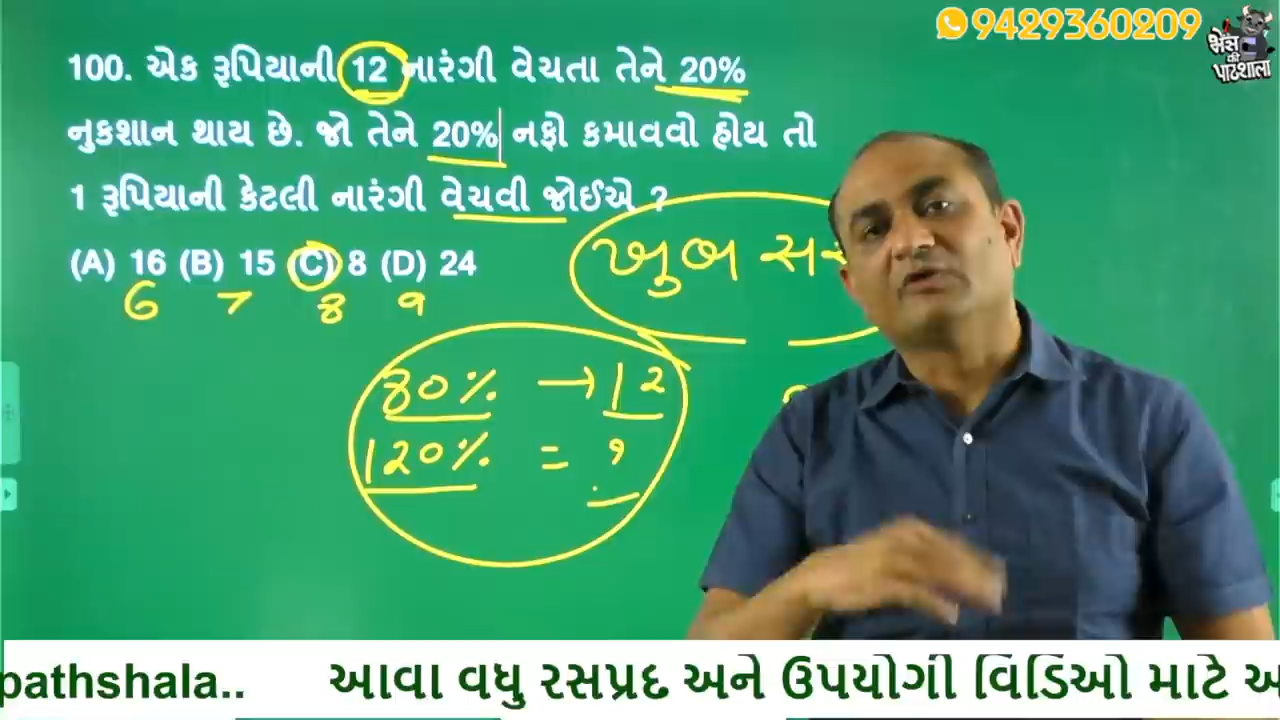 9429360209
ભેંસ
की
પાઠશાલા
100. એક રૂપિયાની 12 નારંગી વેચતા તેને 20%
નુકશાન થાય છે. જો તેને 20% નફો કમાવવો હોય તો
1 રૂપિયાની કેટલી નારંગી વેચવી જોઈએ ?
(A) 16 (B) 15 (C) 8 (D) 24
6 7 8 9
ખુબ
80% → 12
120% = ?
pathshala.. આવા વધુ રસપ્રદ અને ઉપયોગી વિડિઓ માટે